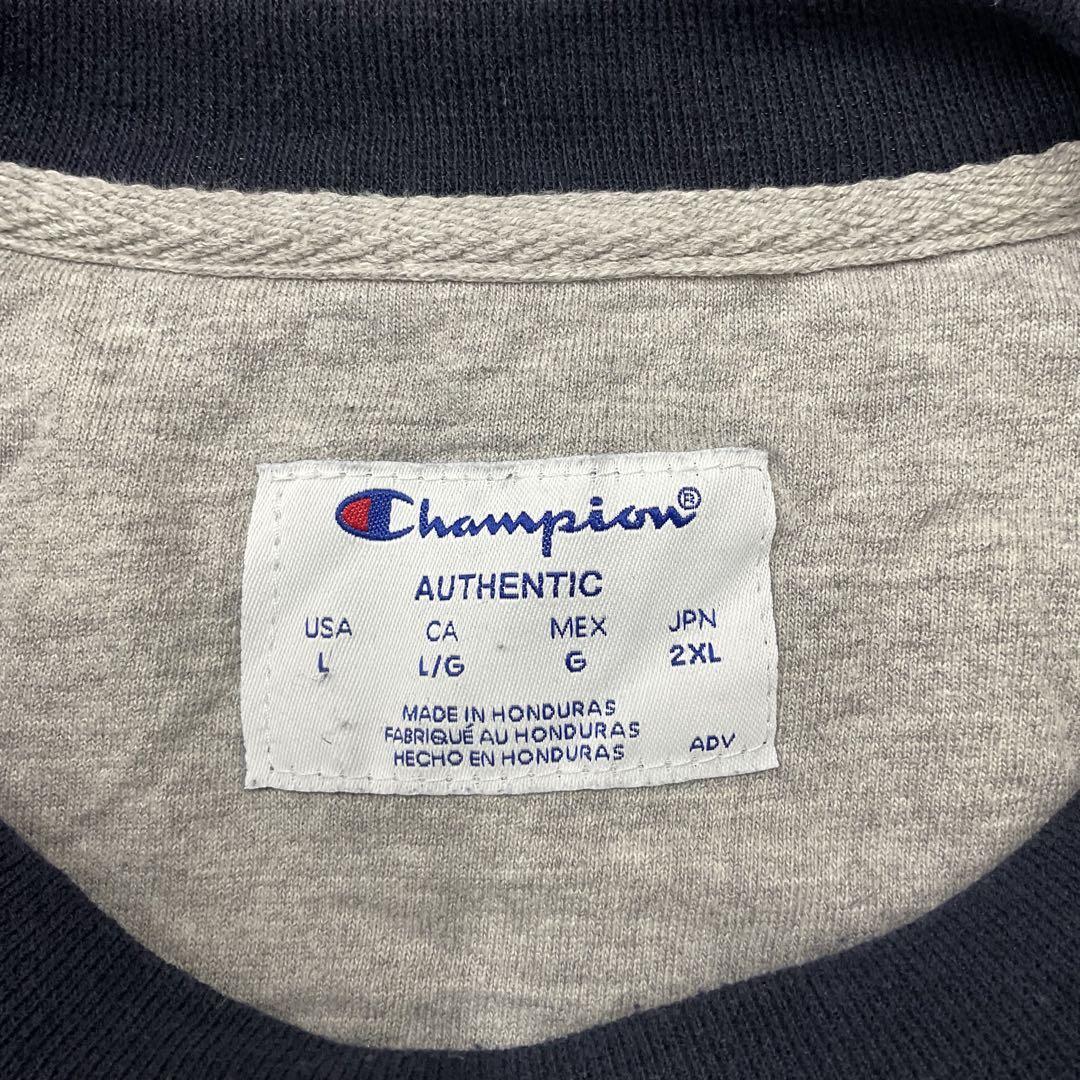 Champion®
AUTHENTIC
USA CA MEX JPN
L L/G G 2XL
MADE IN HONDURAS
FABRIQUÉ AU HONDURAS
HECHO EN HONDURAS ADV